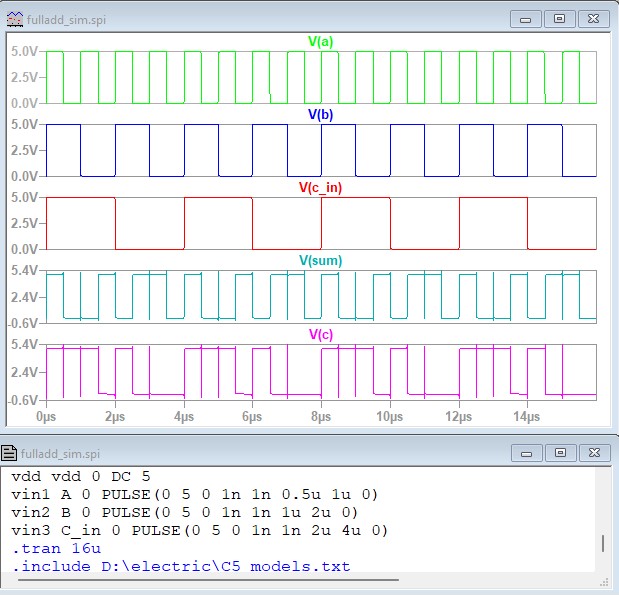 fulladd_sim.spi
V(a)
5.0V
2.5V
0.0V
V(b)
5.0V
2.5V
0.0V
V(c_in)
5.0V
2.5V
0.0V
V(sum)
5.4V
2.4V
-0.6V
V(c)
5.4V
2.4V
-0.6V
0µs 2µs 4µs 6µs 8µs 10µs 12µs 14µs
fulladd_sim.spi
vdd vdd 0 DC 5
vin1 A 0 PULSE(0 5 0 1n 1n 0.5u 1u 0)
vin2 B 0 PULSE(0 5 0 1n 1n 1u 2u 0)
vin3 C_in 0 PULSE(0 5 0 1n 1n 2u 4u 0)
.tran 16u
.include D:\electric\C5 models.txt